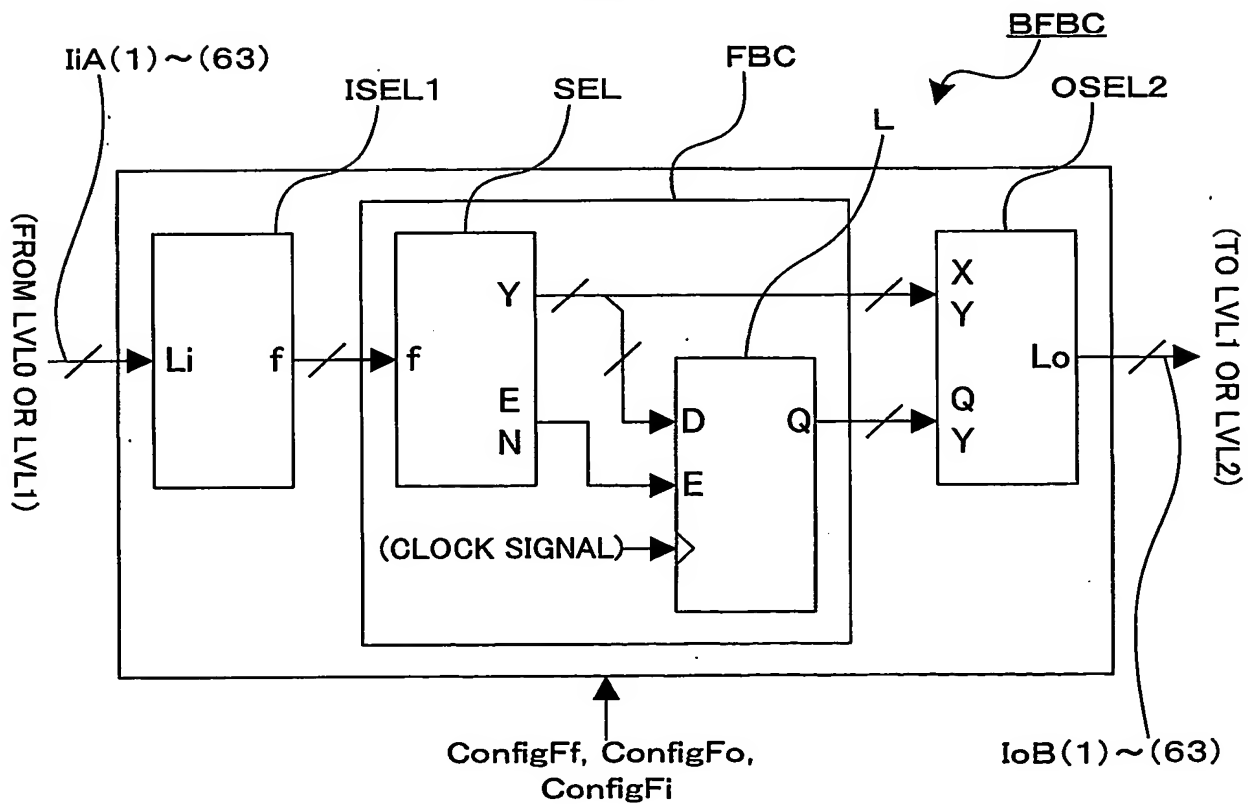 BFBC
IiA(1)~(63)
ISEL1
SEL
FBC
L
OSEL2
(FROM LVL0 OR LVL1)
Li
f
f
Y
E
N
D
E
Q
(CLOCK SIGNAL)
X
Y
Q
Y
Lo
(TO LVL1 OR LVL2)
ConfigFf, ConfigFo,
ConfigFi
IoB(1)~(63)